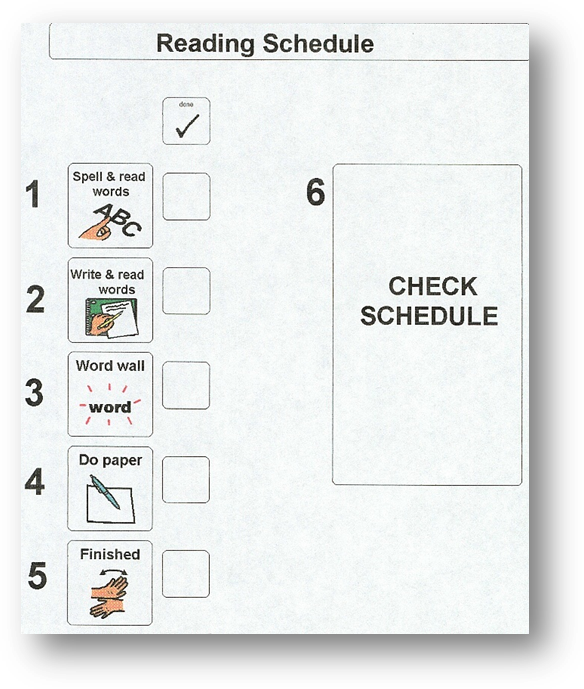 Reading Schedule
done
1
Spell & read
words
ABC
2
Write & read
words
3
Word wall
word
4
Do paper
5
Finished
6
CHECK
SCHEDULE